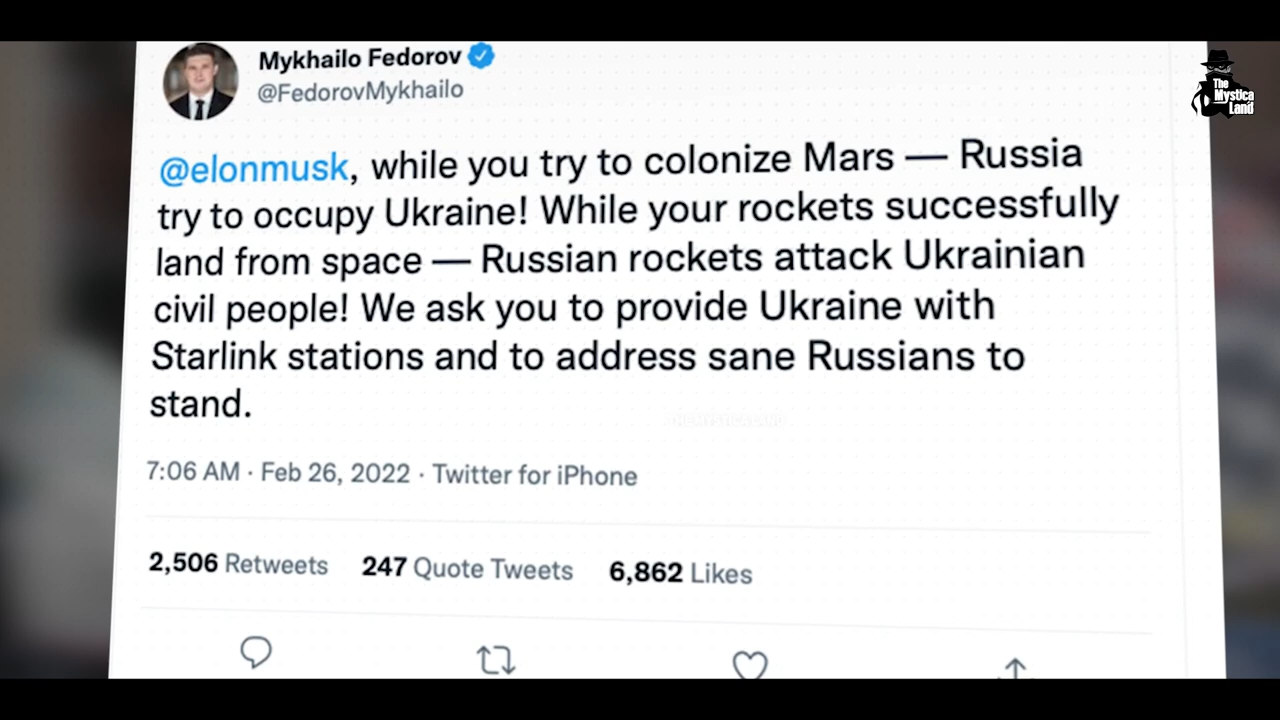 Mykhailo Fedorov
@FedorovMykhailo
The
Mystica
Land
@elonmusk, while you try to colonize Mars — Russia
try to occupy Ukraine! While your rockets successfully
land from space — Russian rockets attack Ukrainian
civil people! We ask you to provide Ukraine with
Starlink stations and to address sane Russians to
stand.
THEMYSTICALAND
7:06 AM · Feb 26, 2022 · Twitter for iPhone
2,506 Retweets 247 Quote Tweets 6,862 Likes